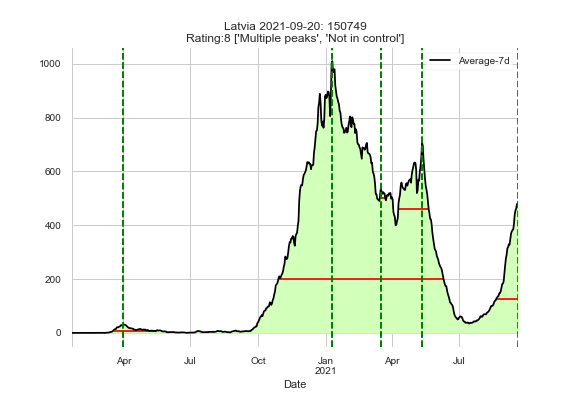 Latvia 2021-09-20: 150749
Rating:8 ['Multiple peaks', 'Not in control']
Average-7d
1000
800
600
400
200
0
Apr Jul Oct Jan Apr Jul
2021
Date